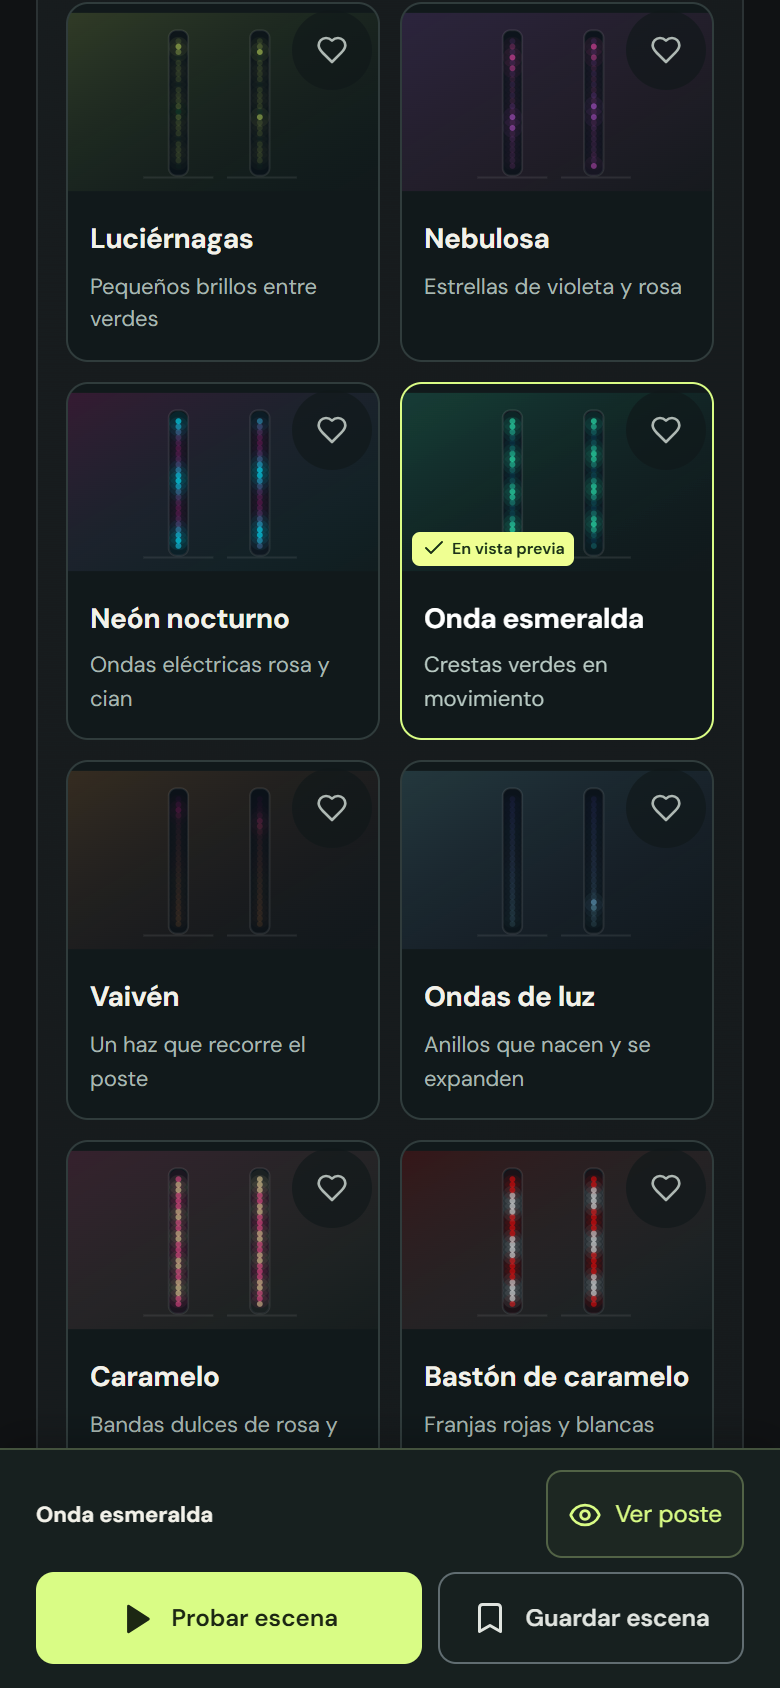 Luciérnagas
Pequeños brillos entre
verdes
Nebulosa
Estrellas de violeta y rosa
Neón nocturno
Ondas eléctricas rosa y
cian
En vista previa
Onda esmeralda
Crestas verdes en
movimiento
Vaivén
Un haz que recorre el
poste
Ondas de luz
Anillos que nacen y se
expanden
Caramelo
Bandas dulces de rosa y
Bastón de caramelo
Franjas rojas y blancas
Onda esmeralda
Ver poste
Probar escena
Guardar escena